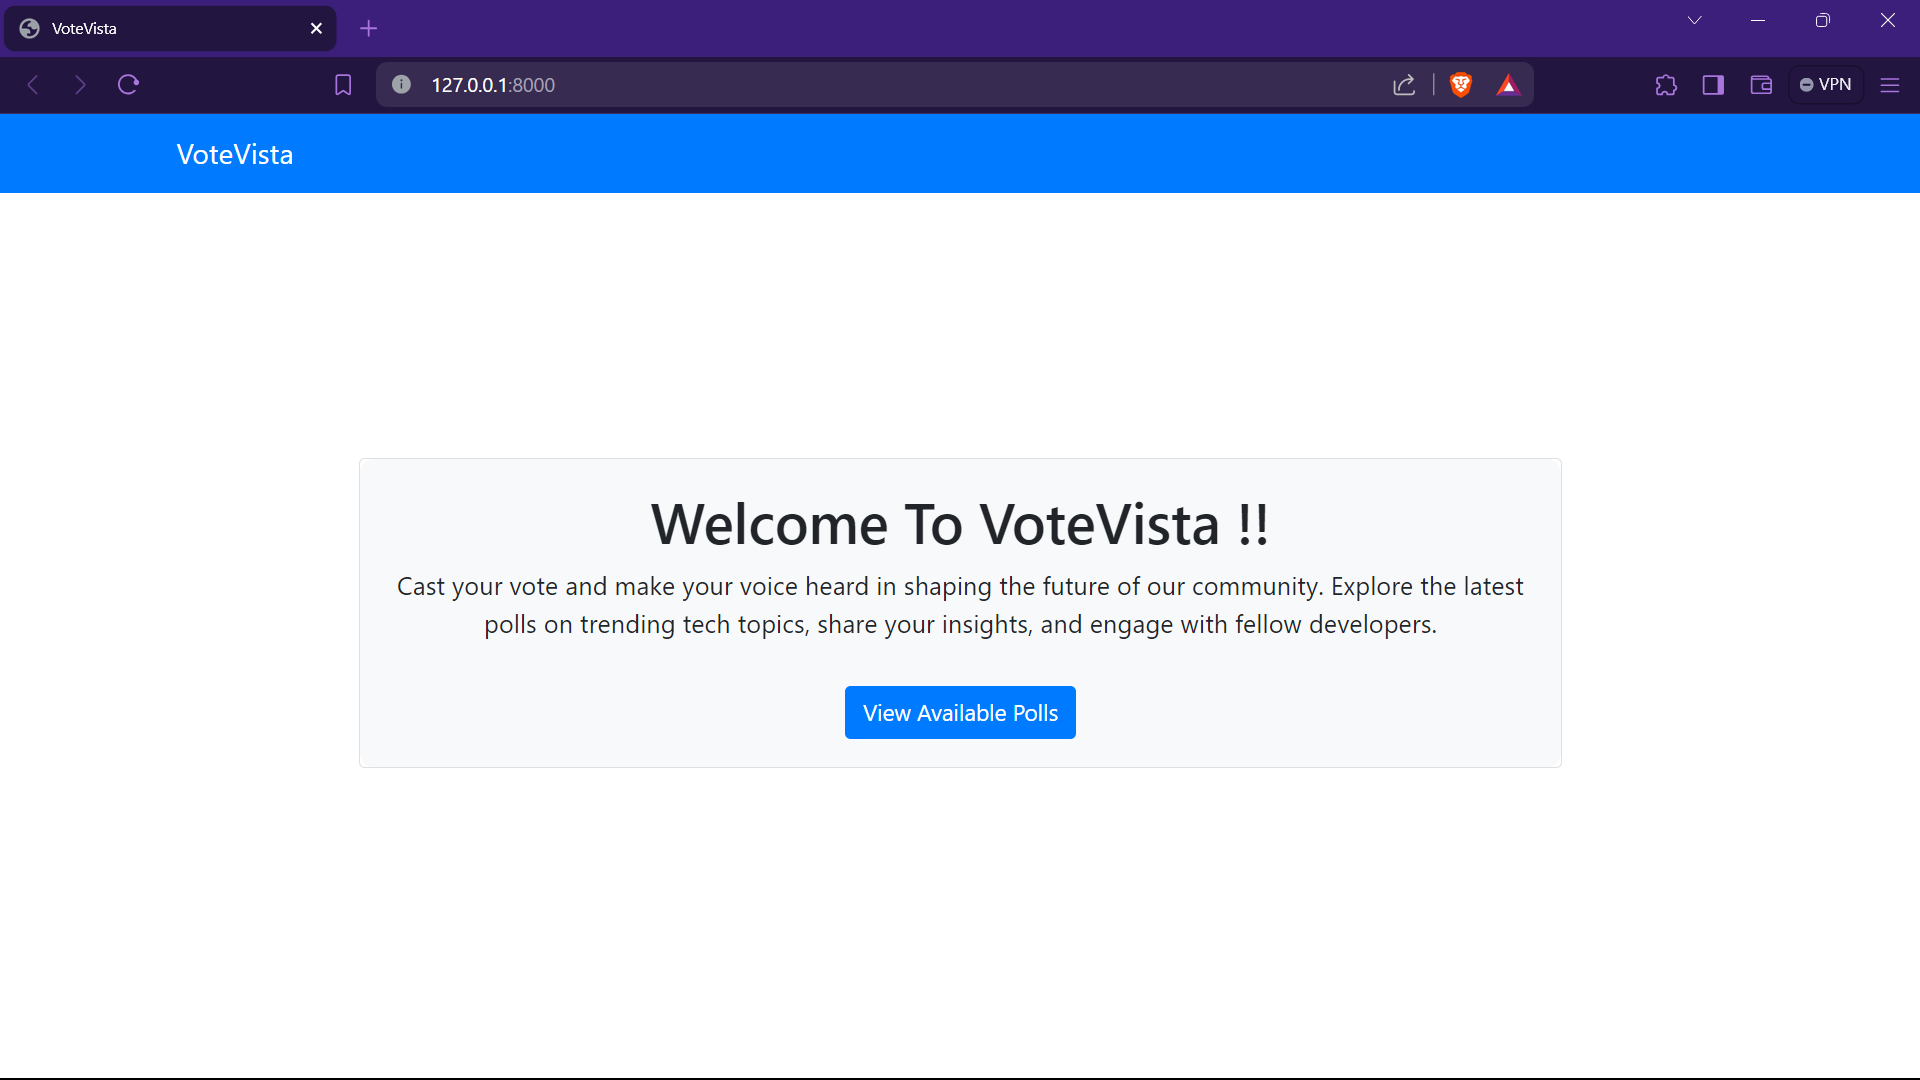 VoteVista
127.0.0.1:8000
VPN
VoteVista
Welcome To VoteVista !!
Cast your vote and make your voice heard in shaping the future of our community. Explore the latest
polls on trending tech topics, share your insights, and engage with fellow developers.
View Available Polls